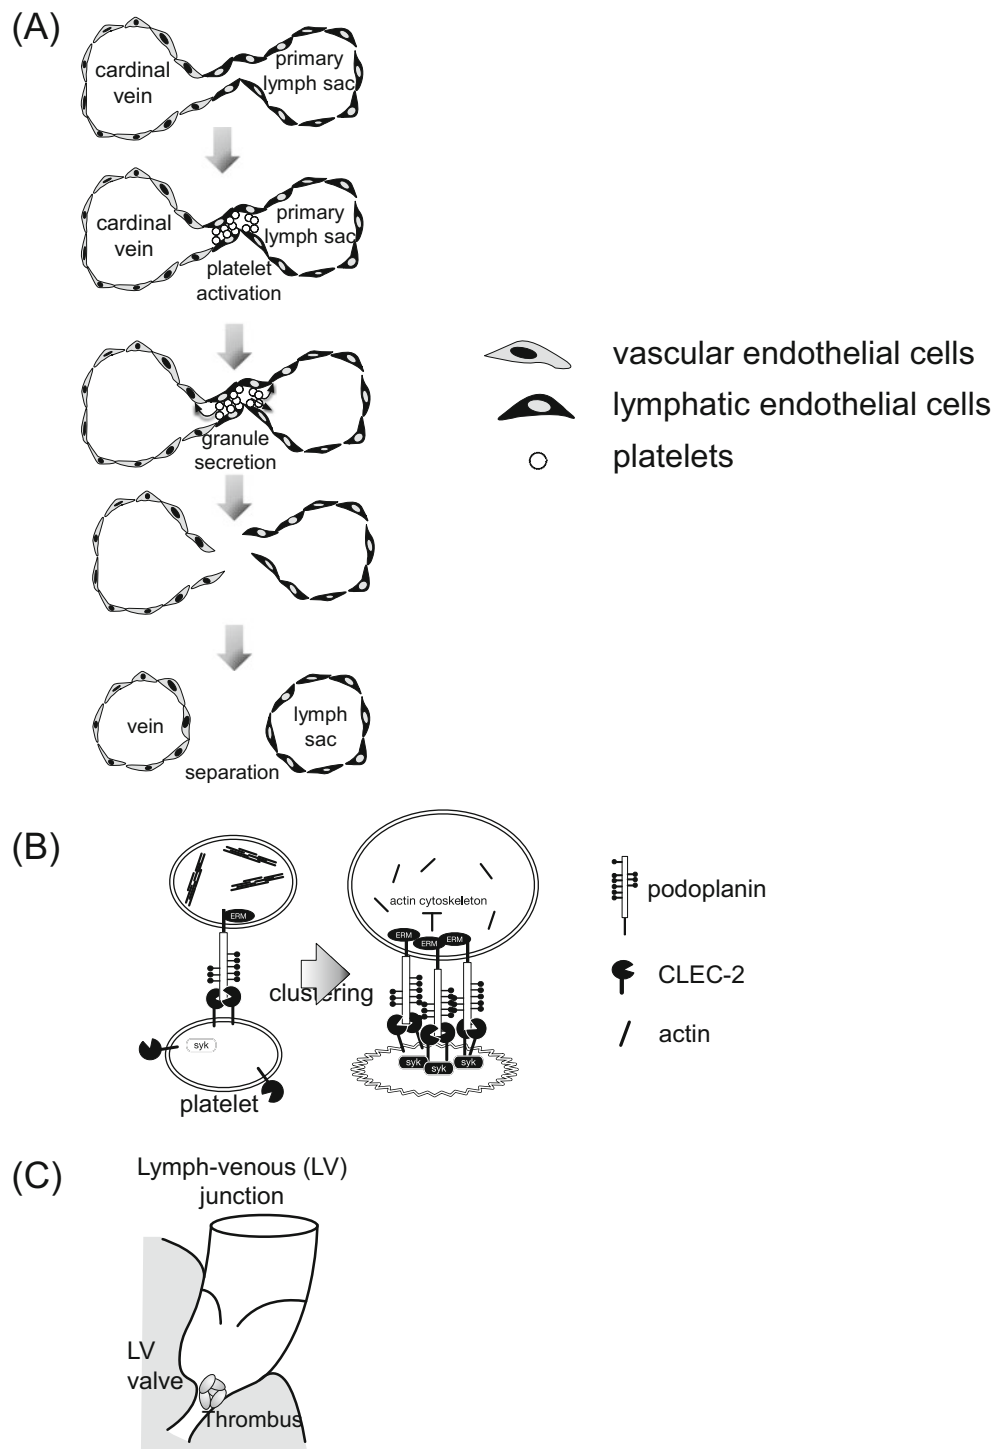 (A)
cardinal
vein
primary
lymph sac
cardinal
vein
primary
lymph sac
platelet
activation
granule
secretion
vein
lymph
sac
separation
vascular endothelial cells
lymphatic endothelial cells
platelets
(B)
ERM
clustering
syk
platelet
actin cytoskeleton
ERM
ERM
ERM
syk
syk
syk
podoplanin
CLEC-2
actin
(C)
Lymph-venous (LV)
junction
LV
valve
Thrombus